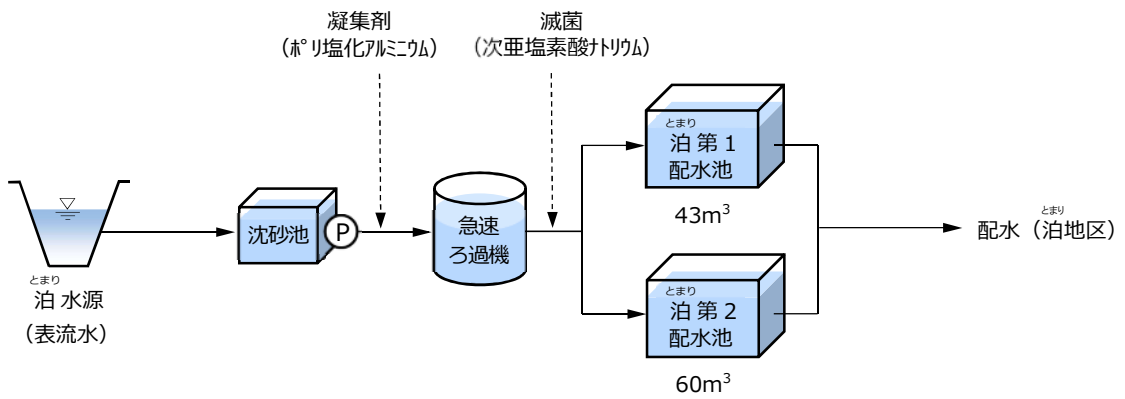 凝集剤
（ﾎﾟﾘ塩化ｱﾙﾐﾆｳﾑ）
滅菌
（次亜塩素酸ﾅﾄﾘｳﾑ）
とまり
泊 水源
（表流水）
沈砂池
P
急速
ろ過機
とまり
泊 第 1
配水池
43m³
とまり
泊 第 2
配水池
60m³
とまり
配水（泊地区）